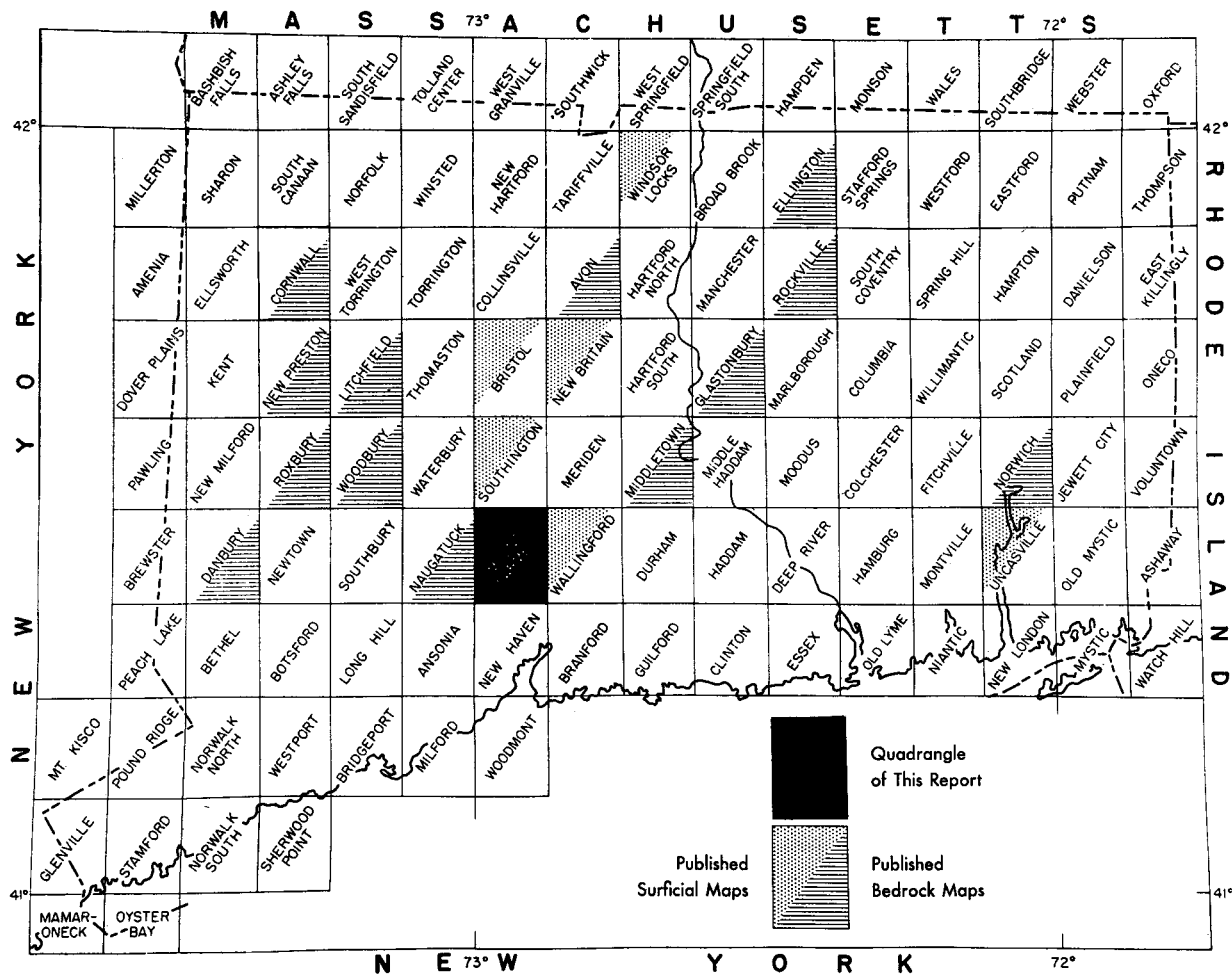 M A S S A C H U S E T T S
73° 72°
BASHBISH FALLS
ASHLEY FALLS
SOUTH SANDISFIELD
TOLLAND CENTER
WEST GRANVILLE
SOUTHWICK
WEST SPRINGFIELD
SPRINGFIELD SOUTH
HAMPDEN
MONSON
WALES
SOUTHBRIDGE
WEBSTER
OXFORD
42° 42°
MILLERTON
SHARON
SOUTH CANAAN
NORFOLK
WINSTED
NEW HARTFORD
TARIFFVILLE
WINDSOR LOCKS
BROAD BROOK
ELLINGTON
STAFFORD SPRINGS
WESTFORD
EASTFORD
PUTNAM
THOMPSON
AMENIA
ELLSWORTH
CORNWALL
WEST TORRINGTON
TORRINGTON
COLLINSVILLE
AVON
HARTFORD NORTH
MANCHESTER
ROCKVILLE
SOUTH COVENTRY
SPRING HILL
HAMPTON
DANIELSON
EAST KILLINGLY
DOVER PLAINS
KENT
NEW PRESTON
LITCHFIELD
THOMASTON
BRISTOL
NEW BRITAIN
HARTFORD SOUTH
GLASTONBURY
MARLBOROUGH
COLUMBIA
WILLIMANTIC
SCOTLAND
PLAINFIELD
ONECO
PAWLING
NEW MILFORD
ROXBURY
WOODBURY
WATERBURY
SOUTHINGTON
MERIDEN
MIDDLETOWN
MIDDLE HADDAM
MOODUS
COLCHESTER
FITCHVILLE
NORWICH
JEWETT CITY
VOLUNTOWN
BREWSTER
DANBURY
NEWTOWN
SOUTHBURY
NAUGATUCK
WALLINGFORD
DURHAM
HADDAM
DEEP RIVER
HAMBURG
MONTVILLE
UNCASVILLE
OLD MYSTIC
ASHAWAY
PEACH LAKE
BETHEL
BOTSFORD
LONG HILL
ANSONIA
NEW HAVEN
BRANFORD
GUILFORD
CLINTON
ESSEX
OLD LYME
NIANTIC
NEW LONDON
MYSTIC
WATCH HILL
MT KISCO
POUND RIDGE
NORWALK NORTH
WESTPORT
BRIDGEPORT
MILFORD
WOODMONT
GLENVILLE
STAMFORD
NORWALK SOUTH
SHERWOOD POINT
41° 41°
MAMAR-
ONECK
OYSTER
BAY
NEW YORK
RHODE ISLAND
Quadrangle
of This Report
Published
Surficial Maps
Published
Bedrock Maps
73° 72°
NEW YORK